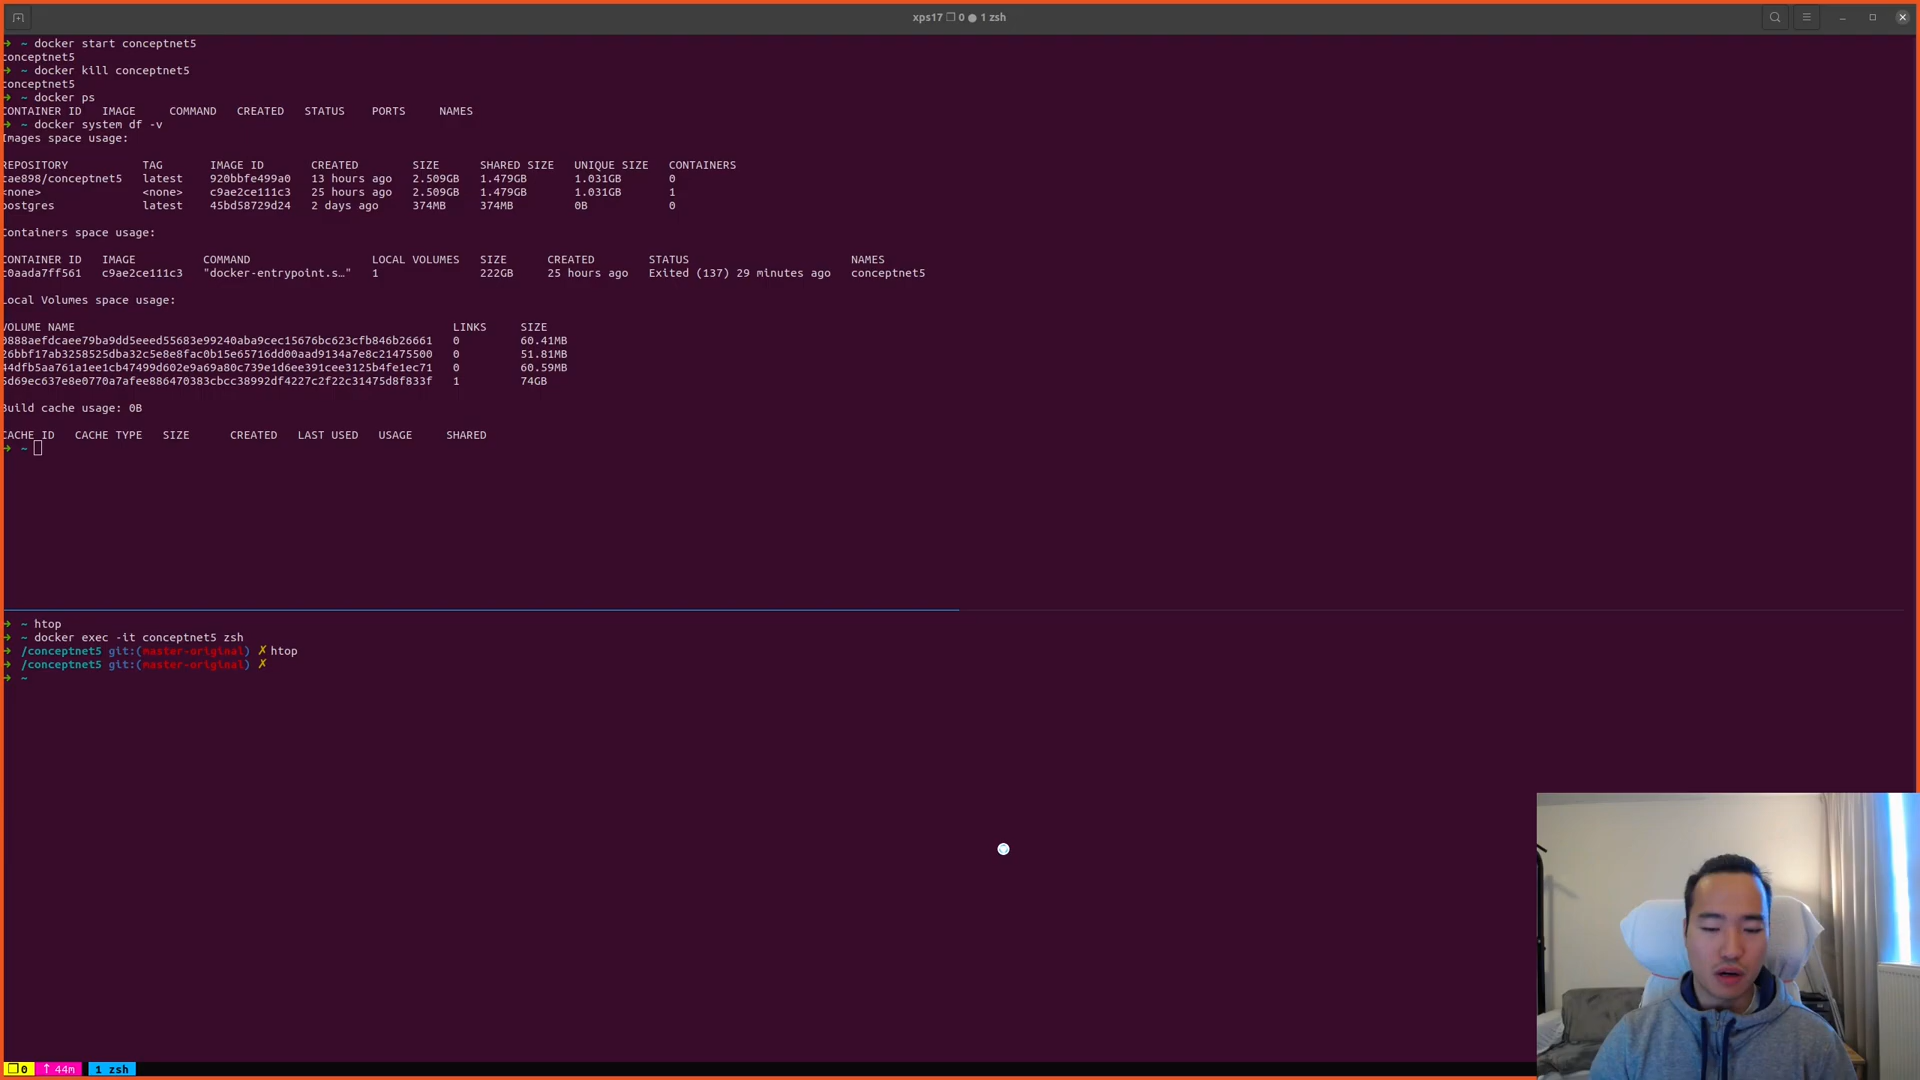 xps17 ❐ 0 ● 1 zsh
→ ~ docker start conceptnet5
conceptnet5
→ ~ docker kill conceptnet5
conceptnet5
→ ~ docker ps
CONTAINER ID IMAGE COMMAND CREATED STATUS PORTS NAMES
→ ~ docker system df -v
Images space usage:
REPOSITORY TAG IMAGE ID CREATED SIZE SHARED SIZE UNIQUE SIZE CONTAINERS
tae898/conceptnet5 latest 920bbfe499a0 13 hours ago 2.509GB 1.479GB 1.031GB 0
<none> <none> c9ae2ce111c3 25 hours ago 2.509GB 1.479GB 1.031GB 1
postgres latest 45bd58729d24 2 days ago 374MB 374MB 0B 0
Containers space usage:
CONTAINER ID IMAGE COMMAND LOCAL VOLUMES SIZE CREATED STATUS NAMES
c9ae2ce111c3 "docker-entrypoint.s…" 1 222GB 25 hours ago Exited (137) 29 minutes ago conceptnet5
Local Volumes space usage:
VOLUME NAME LINKS SIZE
0888aefdcaee79ba9dd5eeed55683e99240aba9cec15676bc623cfb846b26661 0 60.41MB
26bbf17ab3258525dba32c5e8e8fac0b15e65716dd00aad9134a7e8c21475500 0 51.81MB
44dfb5aa761a1ee1cb47499d602e9a69a80c739e1d6ee391cee3125b4fe1ec71 0 60.59MB
5d69ec637e8e0770a7afee886470383cbcc38992df4227c2f22c31475d8f833f 1 74GB
Build cache usage: 0B
CACHE ID CACHE TYPE SIZE CREATED LAST USED USAGE SHARED
→ ~
→ ~ htop
→ ~ docker exec -it conceptnet5 zsh
→ /conceptnet5 git:(master-original) ✗ htop
→ /conceptnet5 git:(master-original) ✗
→ ~
❐ 0 ↑ 44m 1 zsh